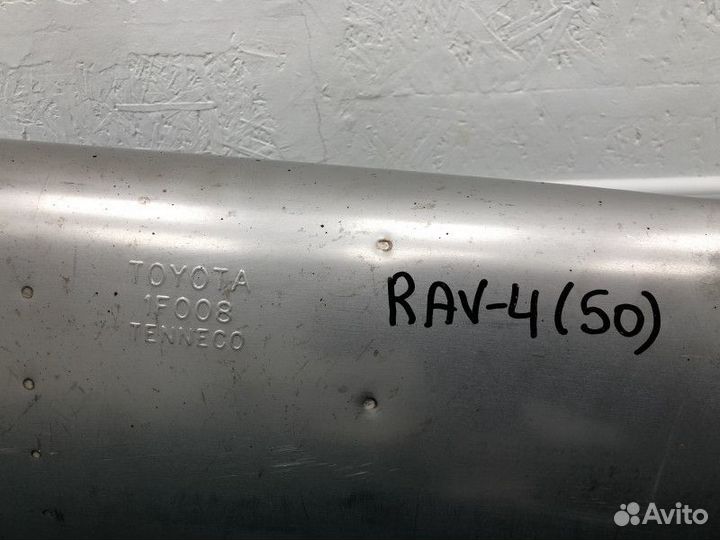 TOYOTA
1F008
TENNECO
RAV-4 (50)
Avito